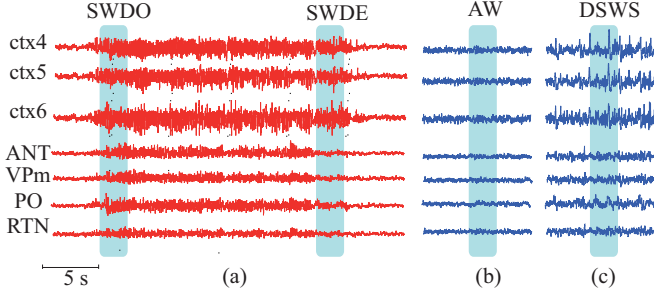 SWDO SWDE AW DSWS
ctx4
ctx5
ctx6
ANT
VPm
PO
RTN
5 s (a) (b) (c)